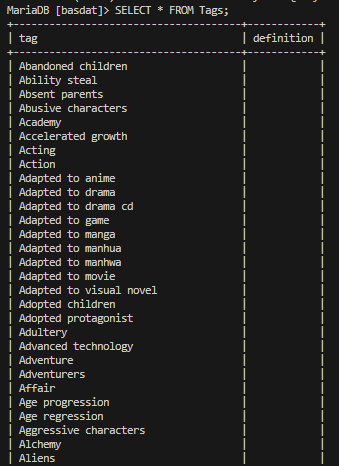 MariaDB [basdat]> SELECT * FROM Tags;
+----------------------------------+------------+
| tag | definition |
+----------------------------------+------------+
| Abandoned children | |
| Ability steal | |
| Absent parents | |
| Abusive characters | |
| Academy | |
| Accelerated growth | |
| Acting | |
| Action | |
| Adapted to anime | |
| Adapted to drama | |
| Adapted to drama cd | |
| Adapted to game | |
| Adapted to manga | |
| Adapted to manhua | |
| Adapted to manhwa | |
| Adapted to movie | |
| Adapted to visual novel | |
| Adopted children | |
| Adopted protagonist | |
| Adultery | |
| Advanced technology | |
| Adventure | |
| Adventurers | |
| Affair | |
| Age progression | |
| Age regression | |
| Aggressive characters | |
| Alchemy | |
| Aliens | |